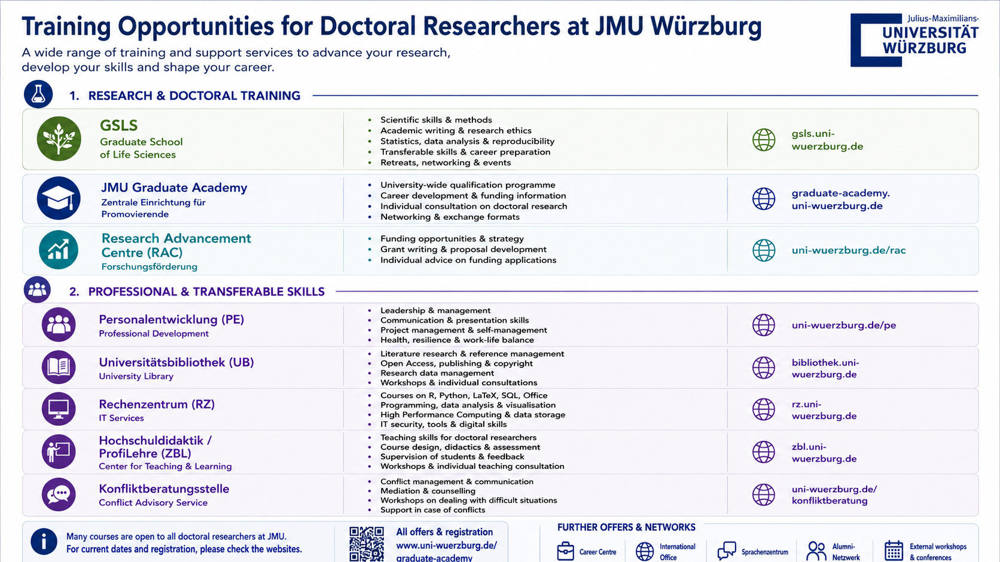 Training Opportunities for Doctoral Researchers at JMU Würzburg
A wide range of training and support services to advance your research,
develop your skills and shape your career.
Julius-Maximilians-
UNIVERSITÄT
WÜRZBURG
1. RESEARCH & DOCTORAL TRAINING
GSLS
Graduate School
of Life Sciences
• Scientific skills & methods
• Academic writing & research ethics
• Statistics, data analysis & reproducibility
• Transferable skills & career preparation
• Retreats, networking & events
gsls.uni-
wuerzburg.de
JMU Graduate Academy
Zentrale Einrichtung für
Promovierende
• University-wide qualification programme
• Career development & funding information
• Individual consultation on doctoral research
• Networking & exchange formats
graduate-academy.
uni-wuerzburg.de
Research Advancement
Centre (RAC)
Forschungsförderung
• Funding opportunities & strategy
• Grant writing & proposal development
• Individual advice on funding applications
uni-wuerzburg.de/rac
2. PROFESSIONAL & TRANSFERABLE SKILLS
Personalentwicklung (PE)
Professional Development
• Leadership & management
• Communication & presentation skills
• Project management & self-management
• Health, resilience & work-life balance
uni-wuerzburg.de/pe
Universitätsbibliothek (UB)
University Library
• Literature research & reference management
• Open Access, publishing & copyright
• Research data management
• Workshops & individual consultations
bibliothek.uni-
wuerzburg.de
Rechenzentrum (RZ)
IT Services
• Courses on R, Python, LaTeX, SQL, Office
• Programming, data analysis & visualisation
• High Performance Computing & data storage
• IT security, tools & digital skills
rz.uni-
wuerzburg.de
Hochschuldidaktik /
ProfiLehre (ZBL)
Center for Teaching & Learning
• Teaching skills for doctoral researchers
• Course design, didactics & assessment
• Supervision of students & feedback
• Workshops & individual teaching consultation
zbl.uni-
wuerzburg.de
Konfliktberatungsstelle
Conflict Advisory Service
• Conflict management & communication
• Mediation & counselling
• Workshops on dealing with difficult situations
• Support in case of conflicts
uni-wuerzburg.de/
konfliktberatung
Many courses are open to all doctoral researchers at JMU.
For current dates and registration, please check the websites.
All offers & registration
www.uni-wuerzburg.de/
graduate-academy
FURTHER OFFERS & NETWORKS
Career Centre
International
Office
Sprachenzentrum
Alumni-
Netzwerk
External workshops
& conferences